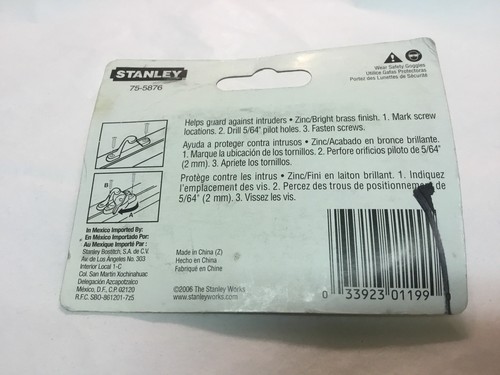 STANLEY
75-5876
Wear Safety Goggles
Utilice Gafas Protectoras
Portez des Lunettes de Sécurité
Helps guard against intruders • Zinc/Bright brass finish. 1. Mark screw
locations. 2. Drill 5/64" pilot holes. 3. Fasten screws.
Ayuda a proteger contra intrusos • Zinc/Acabado en bronce brillante.
1. Marque la ubicación de los tornillos. 2. Perfore orificios piloto de 5/64"
(2 mm). 3. Apriete los tornillos.
Protège contre les intrus • Zinc/Fini en laiton brillant. 1. Indiquez
l'emplacement des vis. 2. Percez des trous de positionnement de
5/64" (2 mm). 3. Vissez les vis.
B
A
In Mexico Imported By:
En México Importado Por:
Au Mexique Importé Par :
Stanley Bostitch, S.A. de C.V.
Av de Los Angeles No. 303
Interior Local 1-C
Col. San Martin Xochinahuac
Delegación Azcapotzalco
México, D.F., C.P. 02120
R.F.C. SBO-861201-7z5
Made in China (Z)
Hecho en China
Fabriqué en Chine
©2006 The Stanley Works
www.stanleyworks.com
0 33923 01199